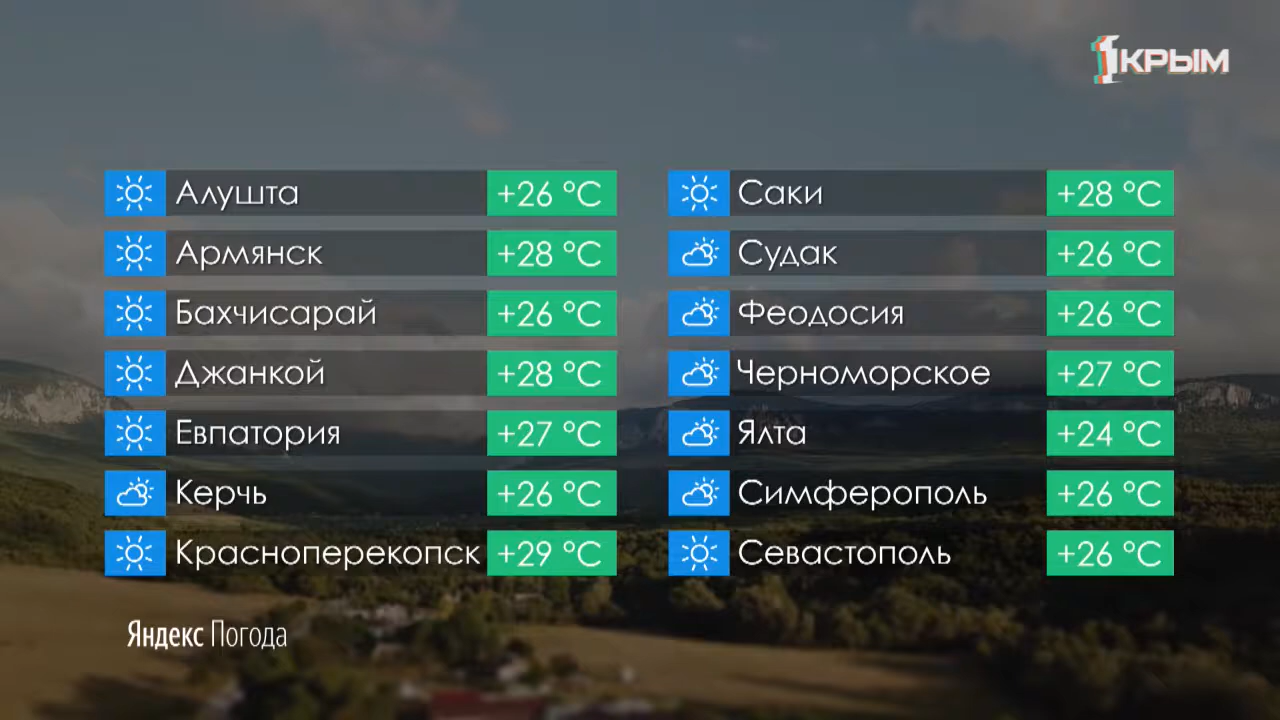 1КРЫМ
Алушта +26 °C
Армянск +28 °C
Бахчисарай +26 °C
Джанкой +28 °C
Евпатория +27 °C
Керчь +26 °C
Красноперекопск +29 °C
Саки +28 °C
Судак +26 °C
Феодосия +26 °C
Черноморское +27 °C
Ялта +24 °C
Симферополь +26 °C
Севастополь +26 °C
Яндекс Погода